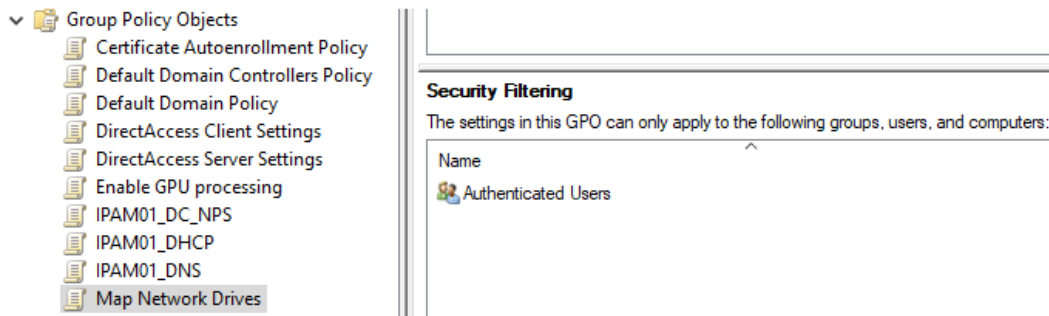 Group Policy Objects
Certificate Autoenrollment Policy
Default Domain Controllers Policy
Default Domain Policy
DirectAccess Client Settings
DirectAccess Server Settings
Enable GPU processing
IPAM01_DC_NPS
IPAM01_DHCP
IPAM01_DNS
Map Network Drives
Security Filtering
The settings in this GPO can only apply to the following groups, users, and computers:
Name
Authenticated Users